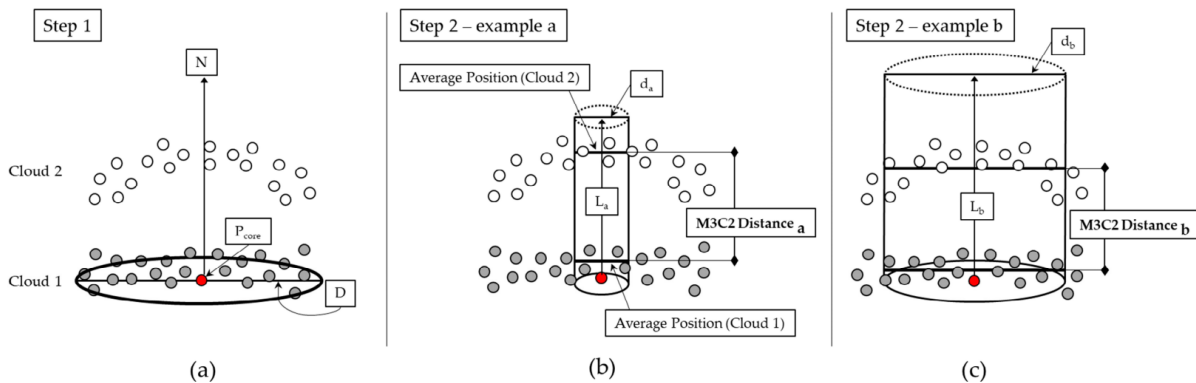 Step 1
N
Cloud 2
P core
Cloud 1
D
(a)
Step 2 – example a
Average Position (Cloud 2)
d a
L a
M3C2 Distance a
Average Position (Cloud 1)
(b)
Step 2 – example b
d b
L b
M3C2 Distance b
(c)